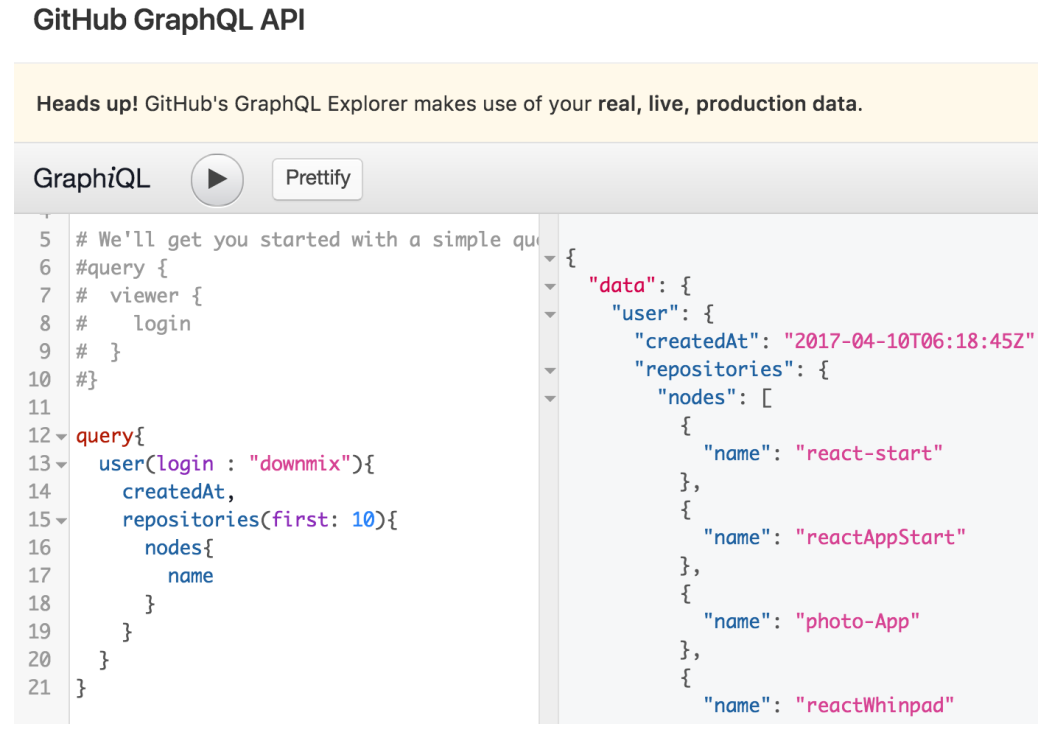 GitHub GraphQL API
Heads up! GitHub's GraphQL Explorer makes use of your real, live, production data.
GraphiQL
Prettify
5 # We'll get you started with a simple
6 #query {
7 #  viewer {
8 #    login
9 #  }
10 #}
11
12 query{
13   user(login : "downmix"){
14     createdAt,
15     repositories(first: 10){
16       nodes{
17         name
18       }
19     }
20   }
21 }
{
  "data": {
    "user": {
      "createdAt": "2017-04-10T06:18:45Z"
      "repositories": {
        "nodes": [
          {
            "name": "react-start"
          },
          {
            "name": "reactAppStart"
          },
          {
            "name": "photo-App"
          },
          {
            "name": "reactWhinpad"